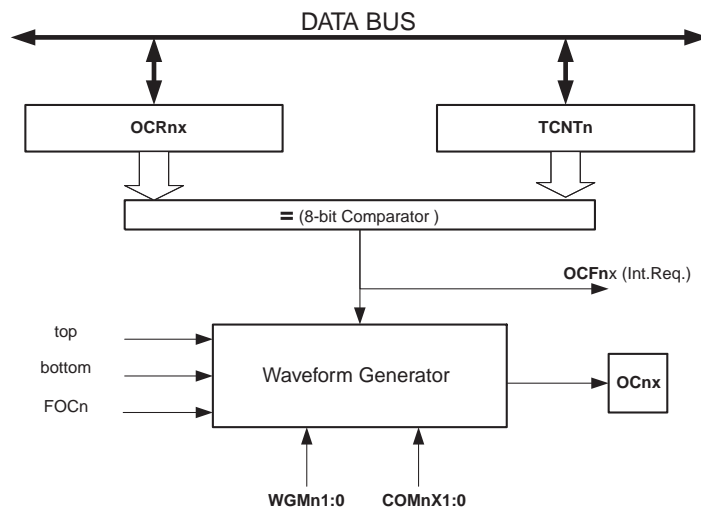 DATA BUS
OCRnx
TCNTn
= (8-bit Comparator )
OCFnx (Int.Req.)
top
bottom
FOCn
Waveform Generator
OCnx
WGMn1:0
COMnX1:0